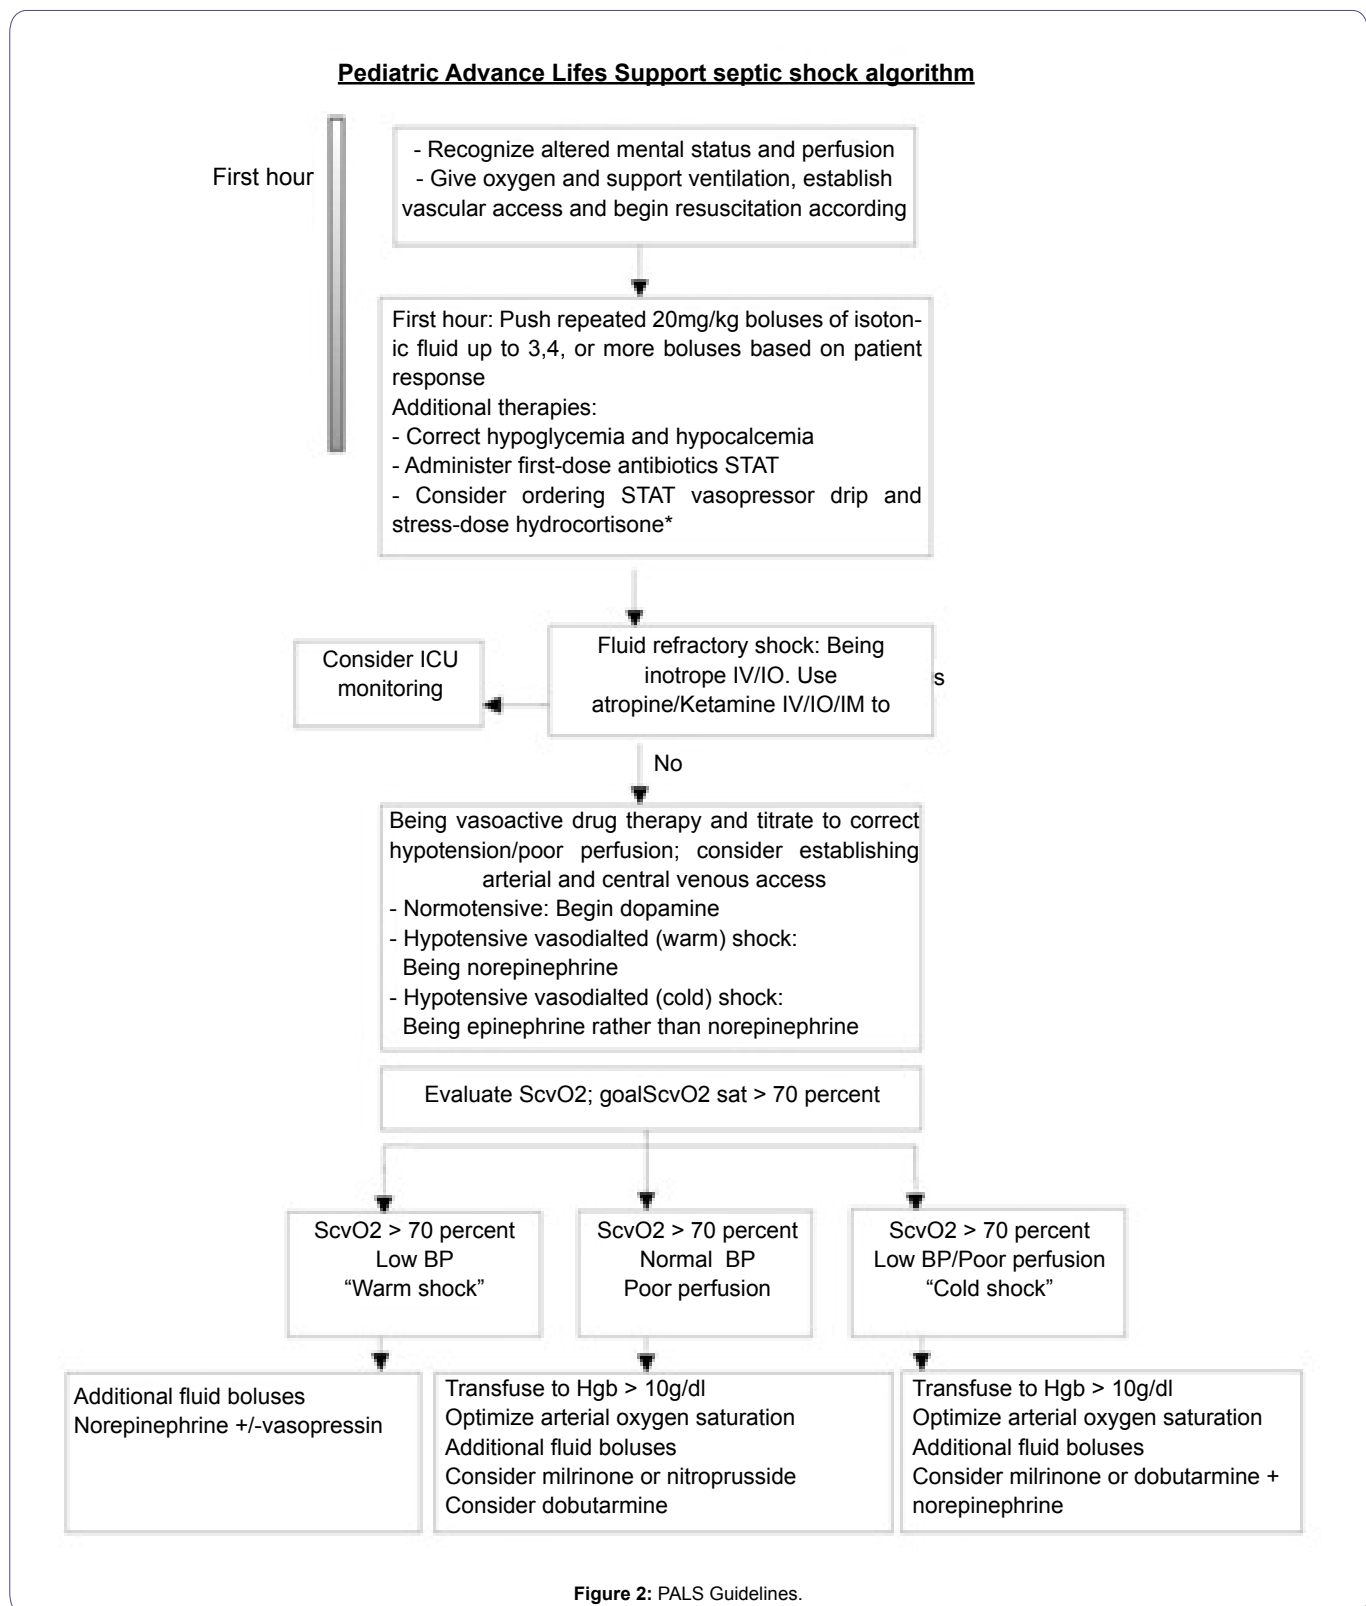 Pediatric Advance Lifes Support septic shock algorithm
First hour
- Recognize altered mental status and perfusion
- Give oxygen and support ventilation, establish
vascular access and begin resuscitation according
First hour: Push repeated 20mg/kg boluses of isoton-
ic fluid up to 3,4, or more boluses based on patient
response
Additional therapies:
- Correct hypoglycemia and hypocalcemia
- Administer first-dose antibiotics STAT
- Consider ordering STAT vasopressor drip and
stress-dose hydrocortisone*
Consider ICU
monitoring
Fluid refractory shock: Being
inotrope IV/IO. Use
atropine/Ketamine IV/IO/IM to
s
No
Being vasoactive drug therapy and titrate to correct
hypotension/poor perfusion; consider establishing
arterial and central venous access
- Normotensive: Begin dopamine
- Hypotensive vasodialted (warm) shock:
Being norepinephrine
- Hypotensive vasodialted (cold) shock:
Being epinephrine rather than norepinephrine
Evaluate ScvO2; goalScvO2 sat > 70 percent
ScvO2 > 70 percent
Low BP
“Warm shock”
ScvO2 > 70 percent
Normal BP
Poor perfusion
ScvO2 > 70 percent
Low BP/Poor perfusion
“Cold shock”
Additional fluid boluses
Norepinephrine +/-vasopressin
Transfuse to Hgb > 10g/dl
Optimize arterial oxygen saturation
Additional fluid boluses
Consider milrinone or nitroprusside
Consider dobutarmine
Transfuse to Hgb > 10g/dl
Optimize arterial oxygen saturation
Additional fluid boluses
Consider milrinone or dobutarmine +
norepinephrine
Figure 2: PALS Guidelines.